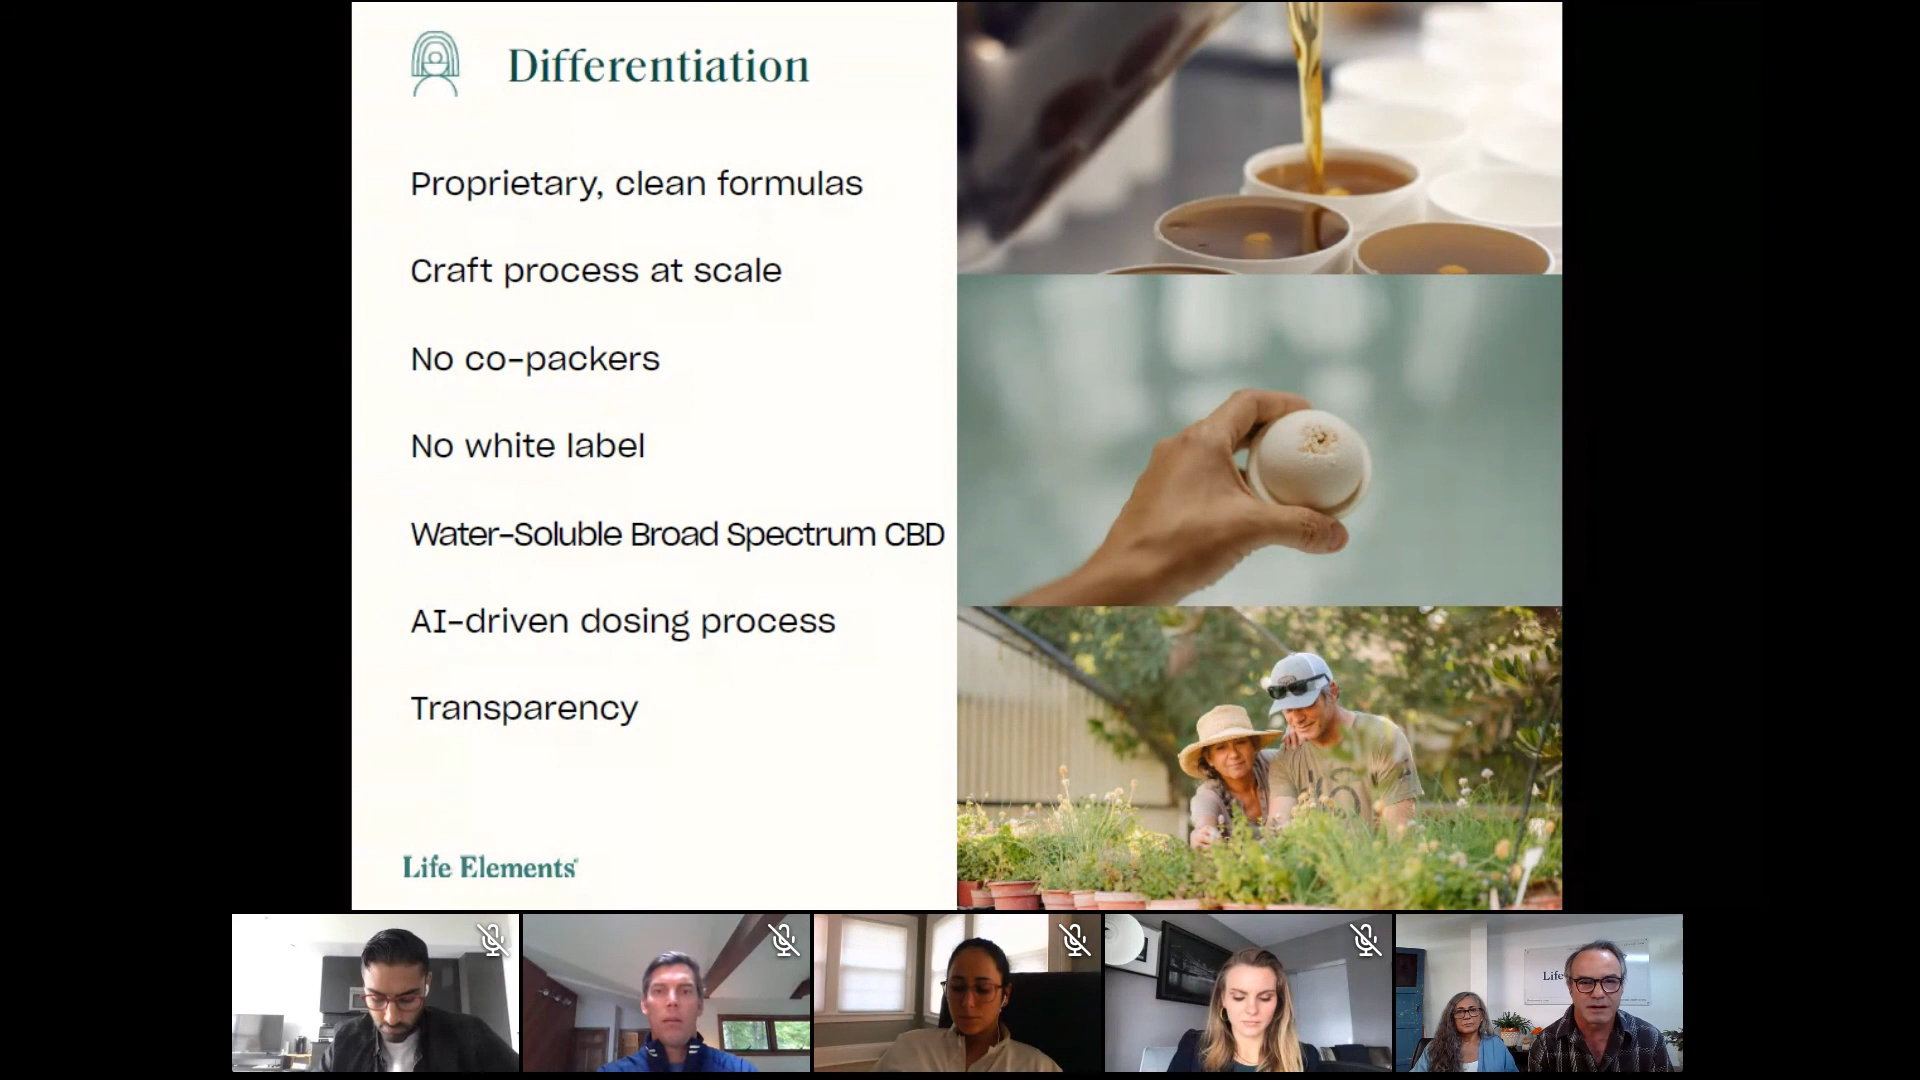 Differentiation
Proprietary, clean formulas
Craft process at scale
No co-packers
No white label
Water-Soluble Broad Spectrum CBD
AI-driven dosing process
Transparency
Life Elements®
Life